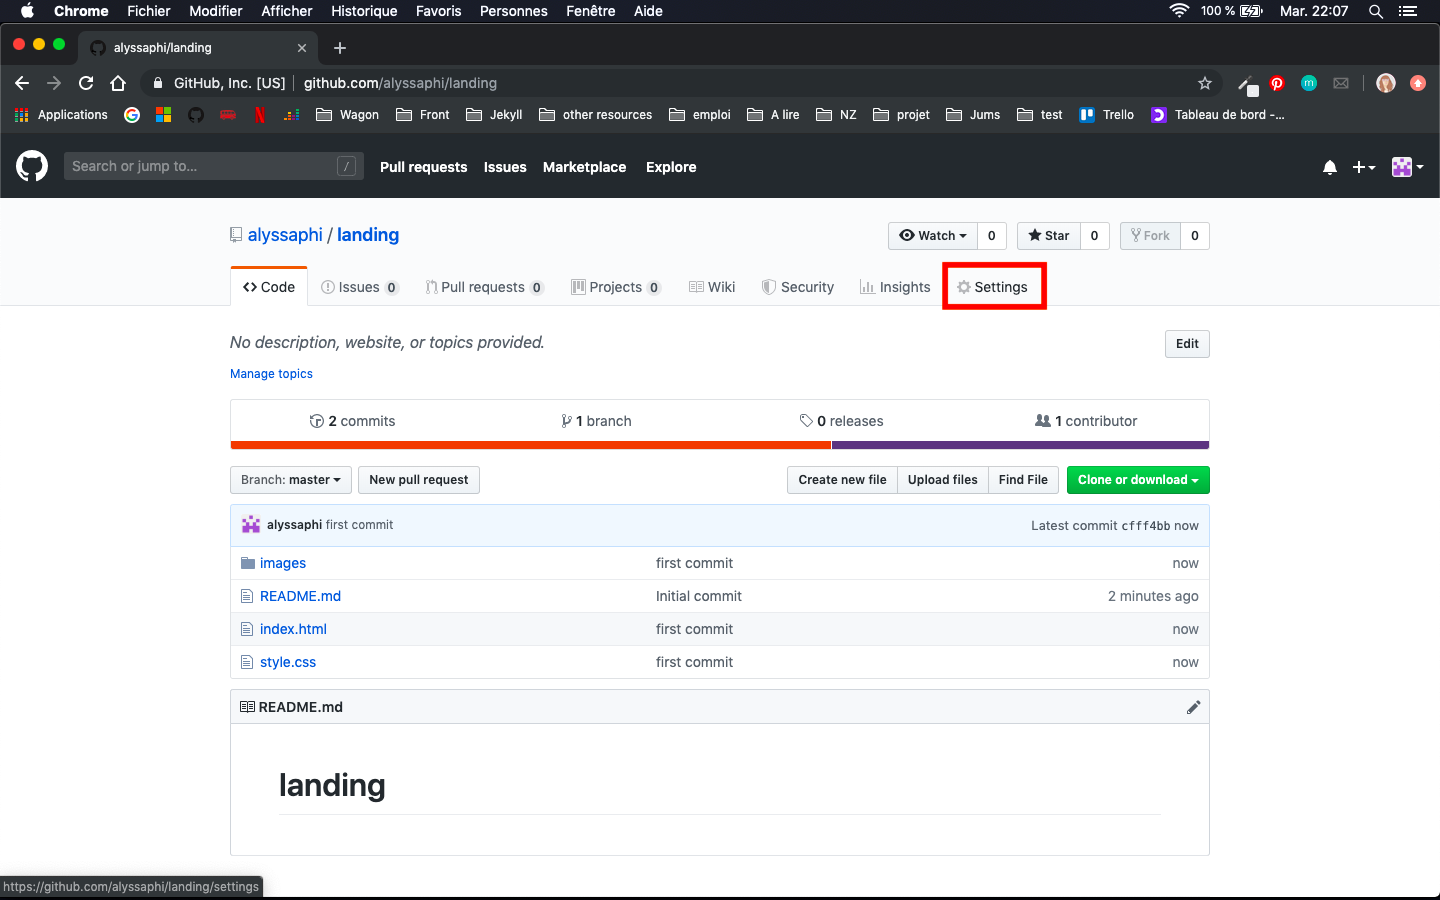 Chrome Fichier Modifier Afficher Historique Favoris Personnes Fenêtre Aide 100 % Mar. 22:07
alyssaphi/landing
GitHub, Inc. [US] github.com/alyssaphi/landing
Applications Wagon Front Jekyll other resources emploi A lire NZ projet Jums test Trello Tableau de bord -...
Search or jump to... / Pull requests Issues Marketplace Explore
alyssaphi / landing Watch 0 Star 0 Fork 0
Code Issues 0 Pull requests 0 Projects 0 Wiki Security Insights Settings
No description, website, or topics provided. Edit
Manage topics
2 commits 1 branch 0 releases 1 contributor
Branch: master New pull request Create new file Upload files Find File Clone or download
alyssaphi first commit Latest commit cfff4bb now
images first commit now
README.md Initial commit 2 minutes ago
index.html first commit now
style.css first commit now
README.md
landing
https://github.com/alyssaphi/landing/settings